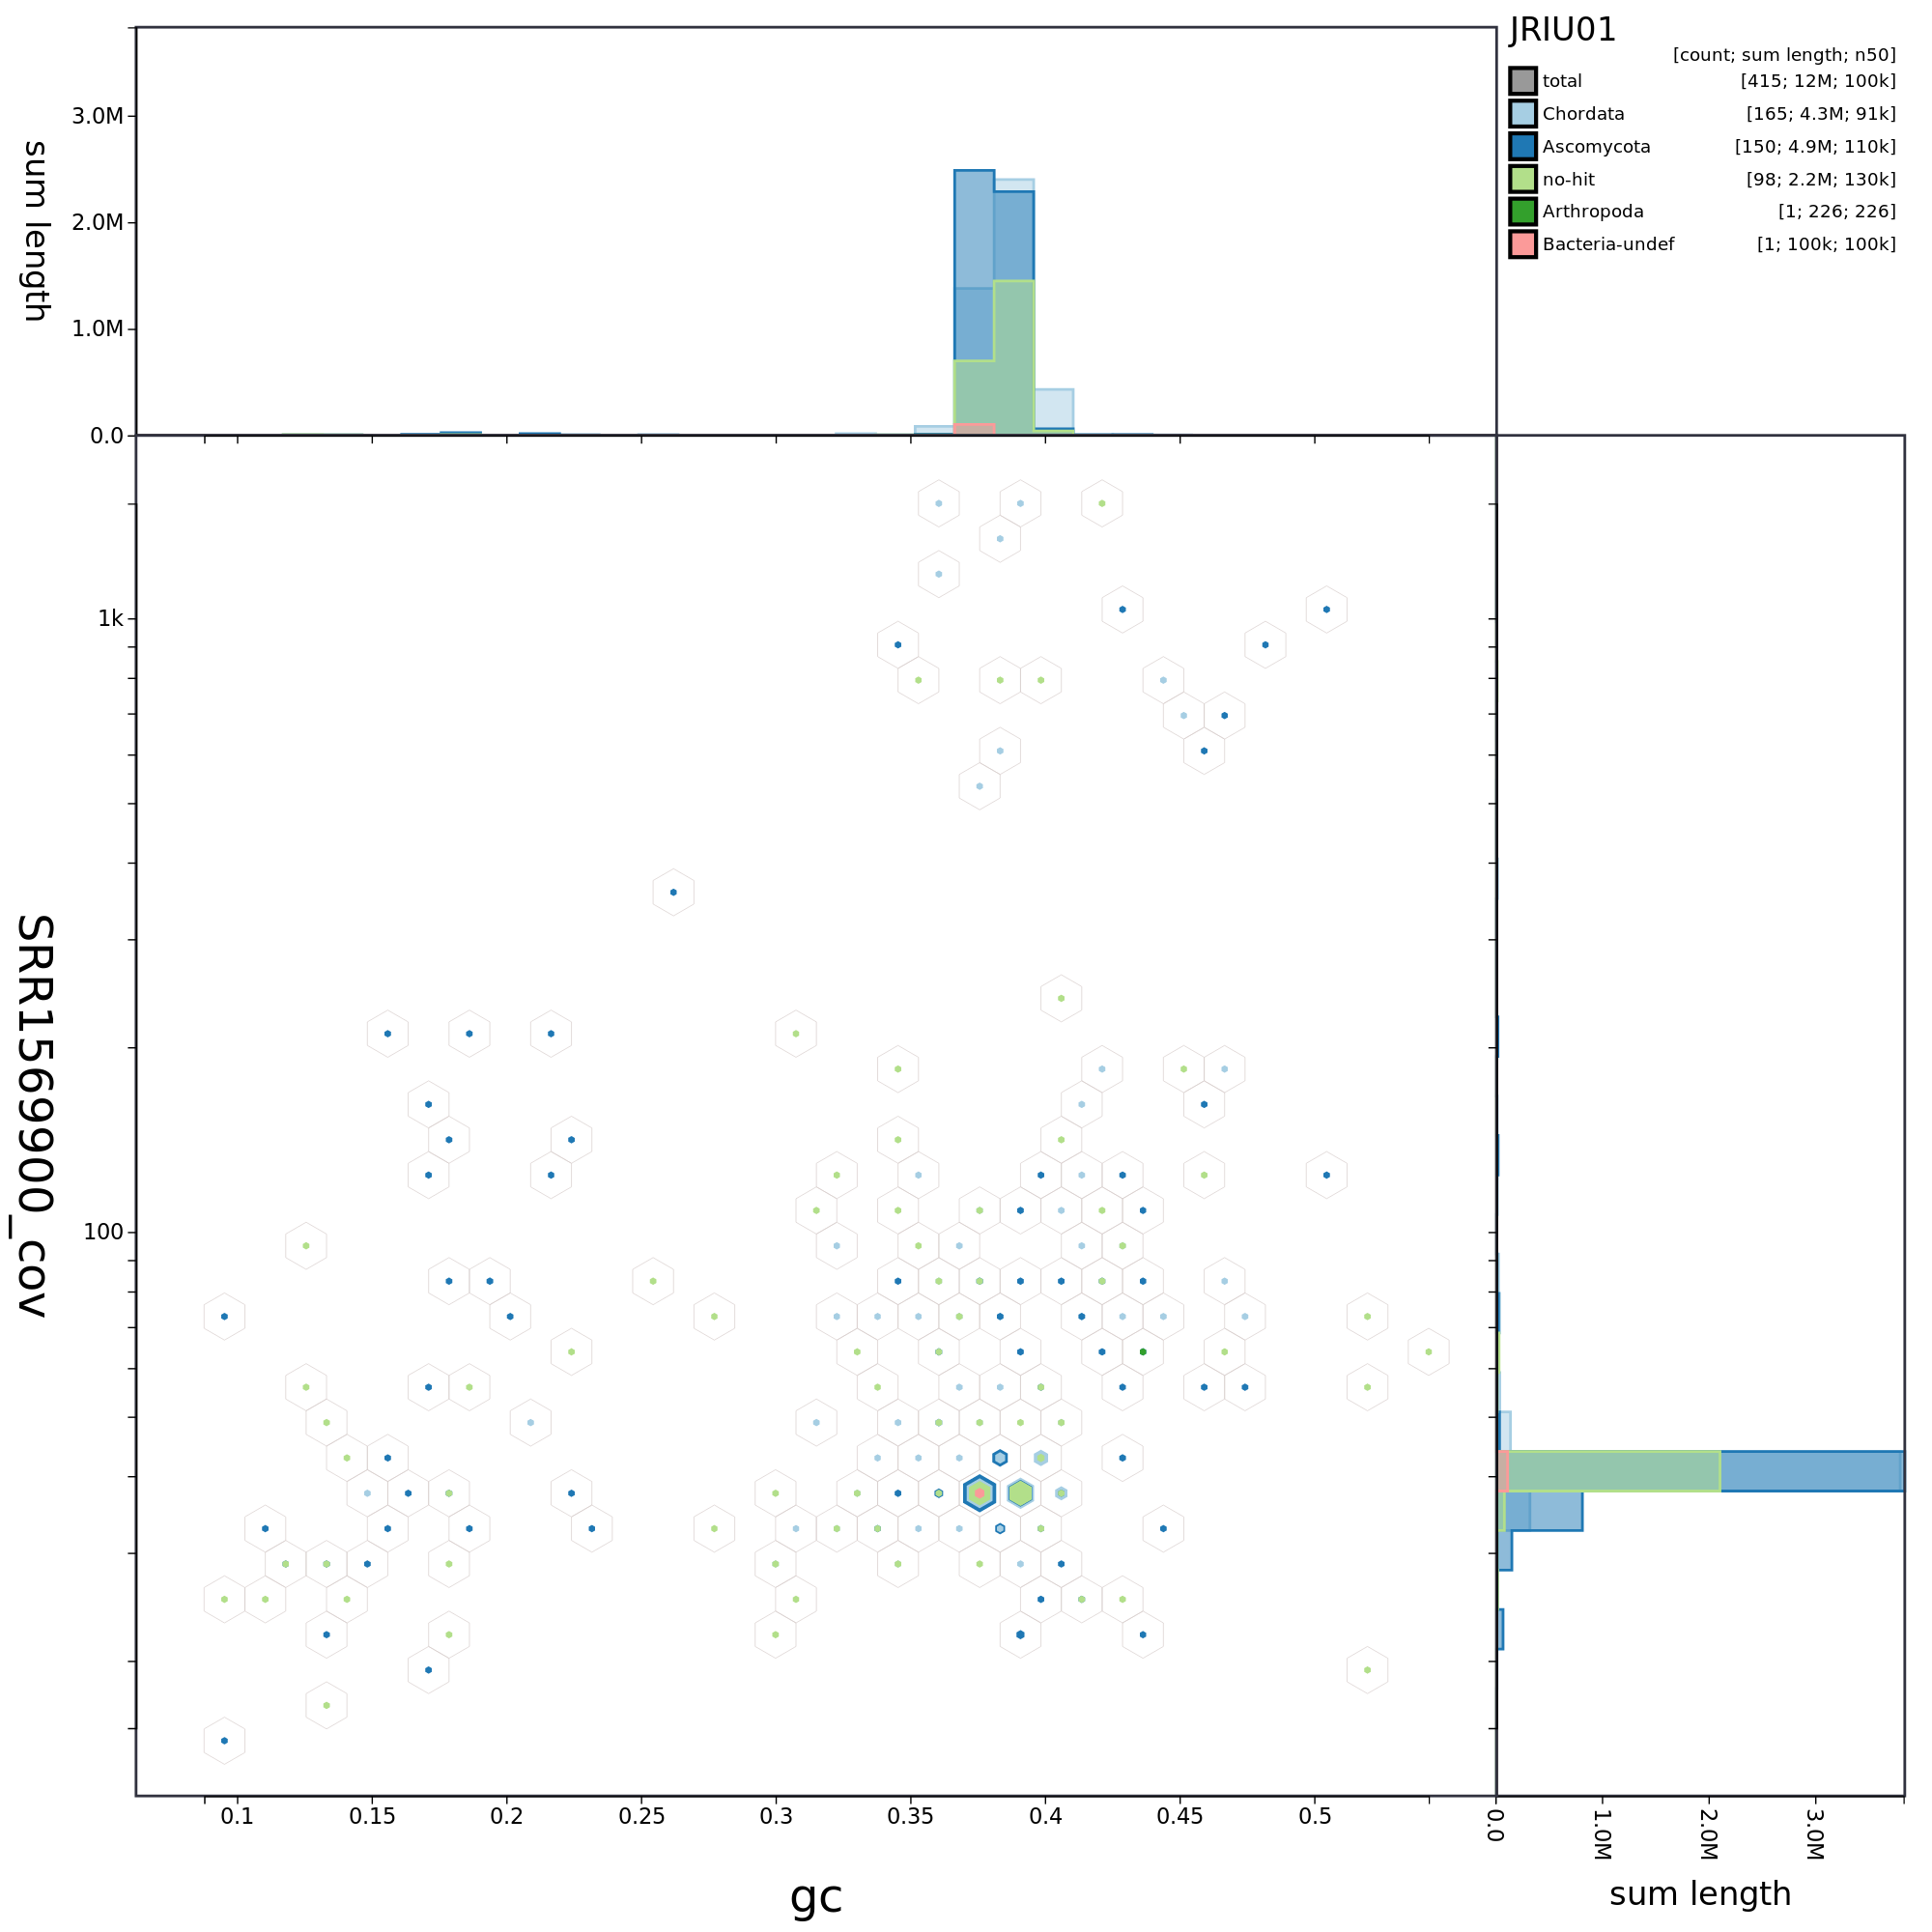 JRIU01
[count; sum length; n50]
total [415; 12M; 100k]
Chordata [165; 4.3M; 91k]
Ascomycota [150; 4.9M; 110k]
no-hit [98; 2.2M; 130k]
Arthropoda [1; 226; 226]
Bacteria-undef [1; 100k; 100k]
sum length
3.0M
2.0M
1.0M
0.0
SRR1569900_cov
1k
100
0.1 0.15 0.2 0.25 0.3 0.35 0.4 0.45 0.5
gc
0.0 1.0M 2.0M 3.0M
sum length